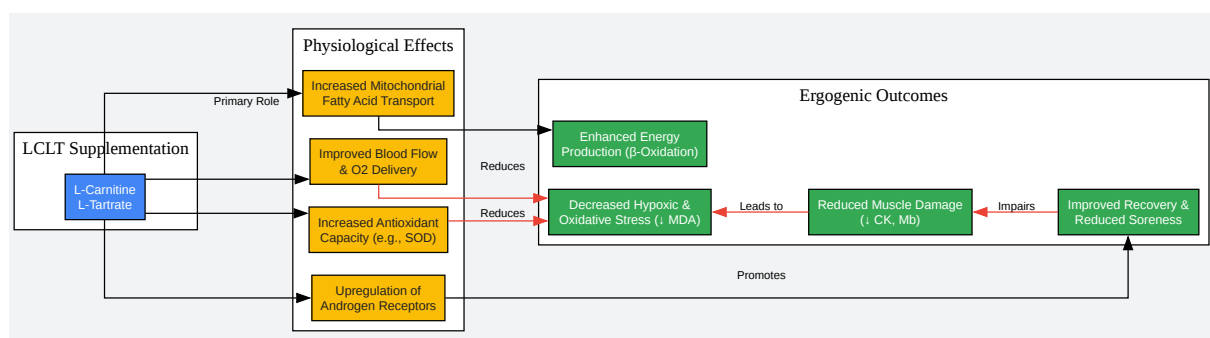 LCLT Supplementation
L-Carnitine
L-Tartrate
Primary Role
Physiological Effects
Increased Mitochondrial
Fatty Acid Transport
Improved Blood Flow
& O2 Delivery
Increased Antioxidant
Capacity (e.g., SOD)
Upregulation of
Androgen Receptors
Reduces
Reduces
Promotes
Ergogenic Outcomes
Enhanced Energy
Production (β-Oxidation)
Decreased Hypoxic &
Oxidative Stress (↓ MDA)
Leads to
Reduced Muscle Damage
(↓ CK, Mb)
Impairs
Improved Recovery &
Reduced Soreness